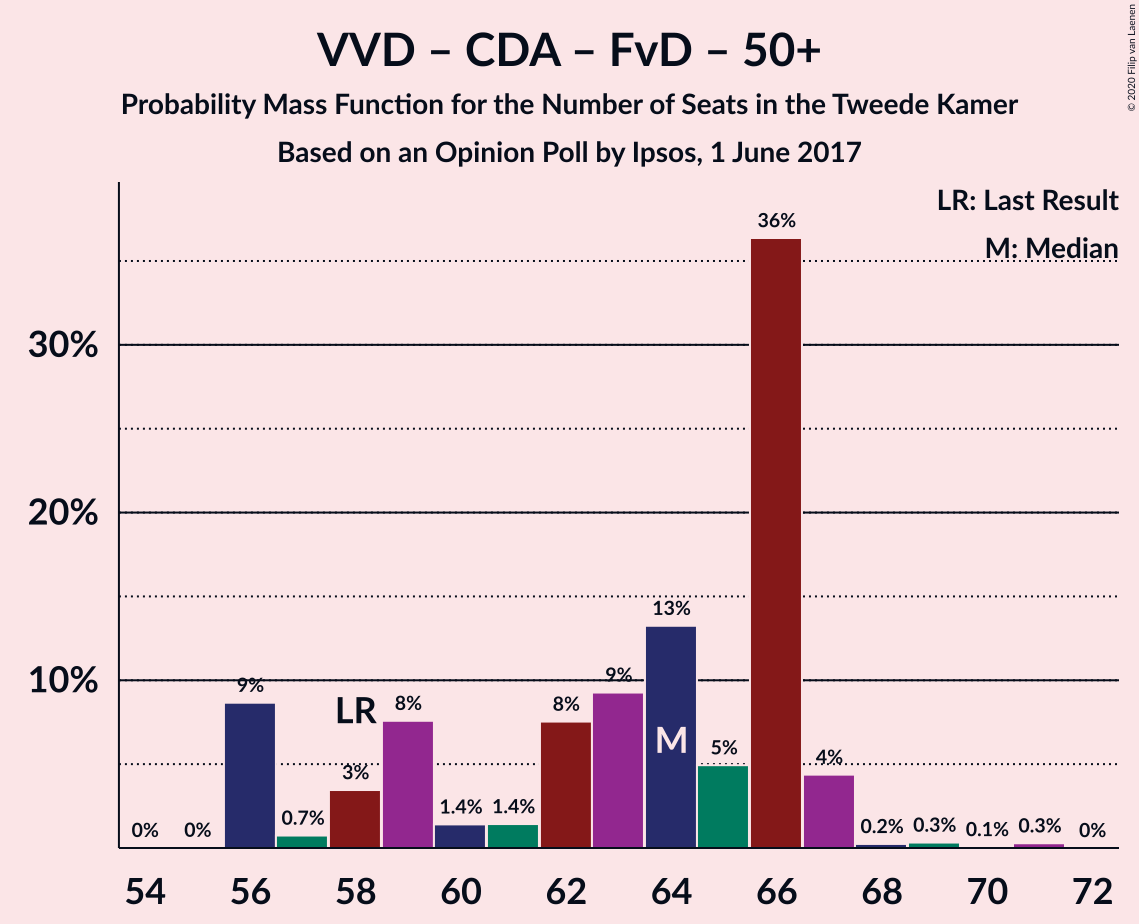 VVD – CDA – FvD – 50+
Probability Mass Function for the Number of Seats in the Tweede Kamer
Based on an Opinion Poll by Ipsos, 1 June 2017
© 2020 Filip van Laenen
LR: Last Result
M: Median
30%
20%
10%
0% 0% 9% 0.7% 3% 8% 1.4% 1.4% 8% 9% 13% 5% 36% 4% 0.2% 0.3% 0.1% 0.3% 0%
LR
M
54 56 58 60 62 64 66 68 70 72